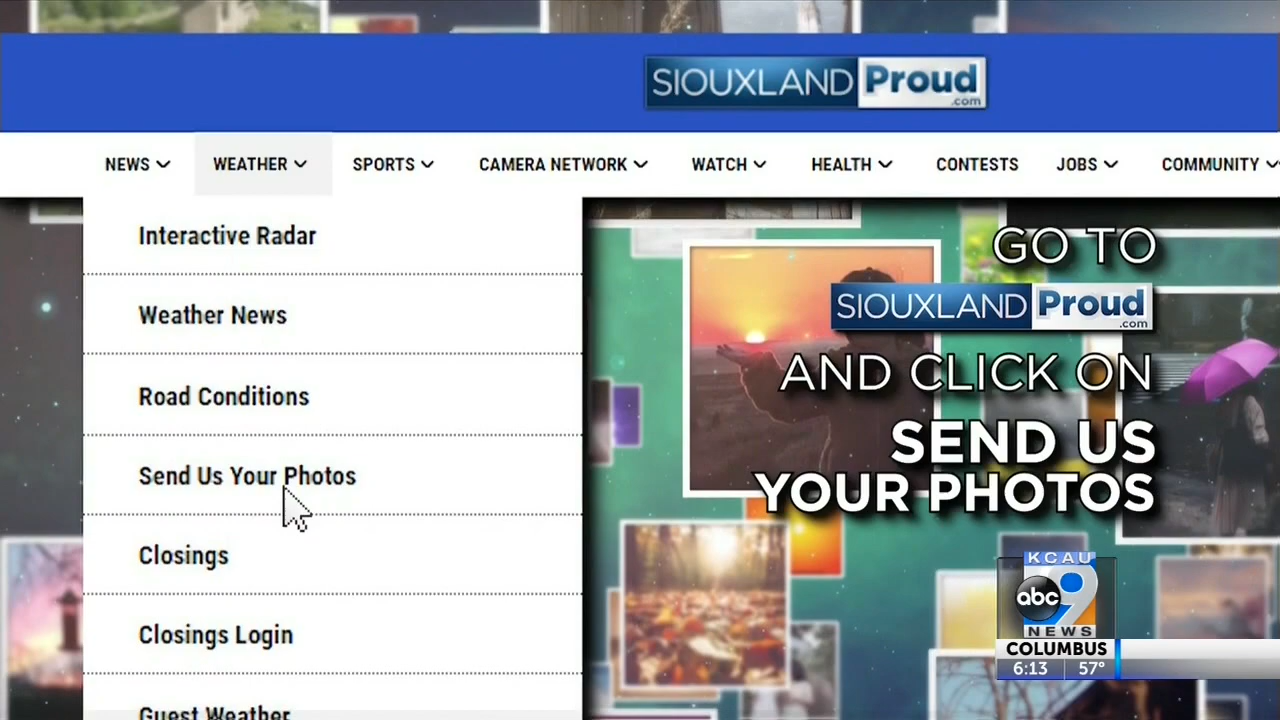 SIOUXLAND Proud
.com
NEWS WEATHER SPORTS CAMERA NETWORK WATCH HEALTH CONTESTS JOBS COMMUNITY
Interactive Radar
Weather News
Road Conditions
Send Us Your Photos
Closings
Closings Login
Guest Weather
GO TO
SIOUXLAND Proud
.com
AND CLICK ON
SEND US
YOUR PHOTOS
KCAU
abc 9
NEWS
COLUMBUS
6:13 57°